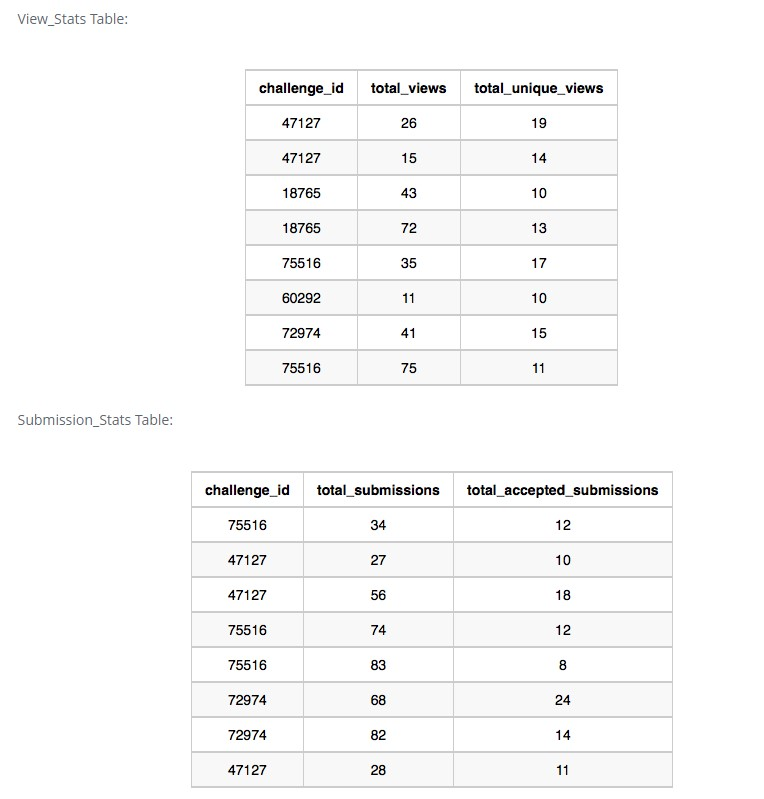 View_Stats Table:
challenge_id total_views total_unique_views
47127 26 19
47127 15 14
18765 43 10
18765 72 13
75516 35 17
60292 11 10
72974 41 15
75516 75 11
Submission_Stats Table:
challenge_id total_submissions total_accepted_submissions
75516 34 12
47127 27 10
47127 56 18
75516 74 12
75516 83 8
72974 68 24
72974 82 14
47127 28 11